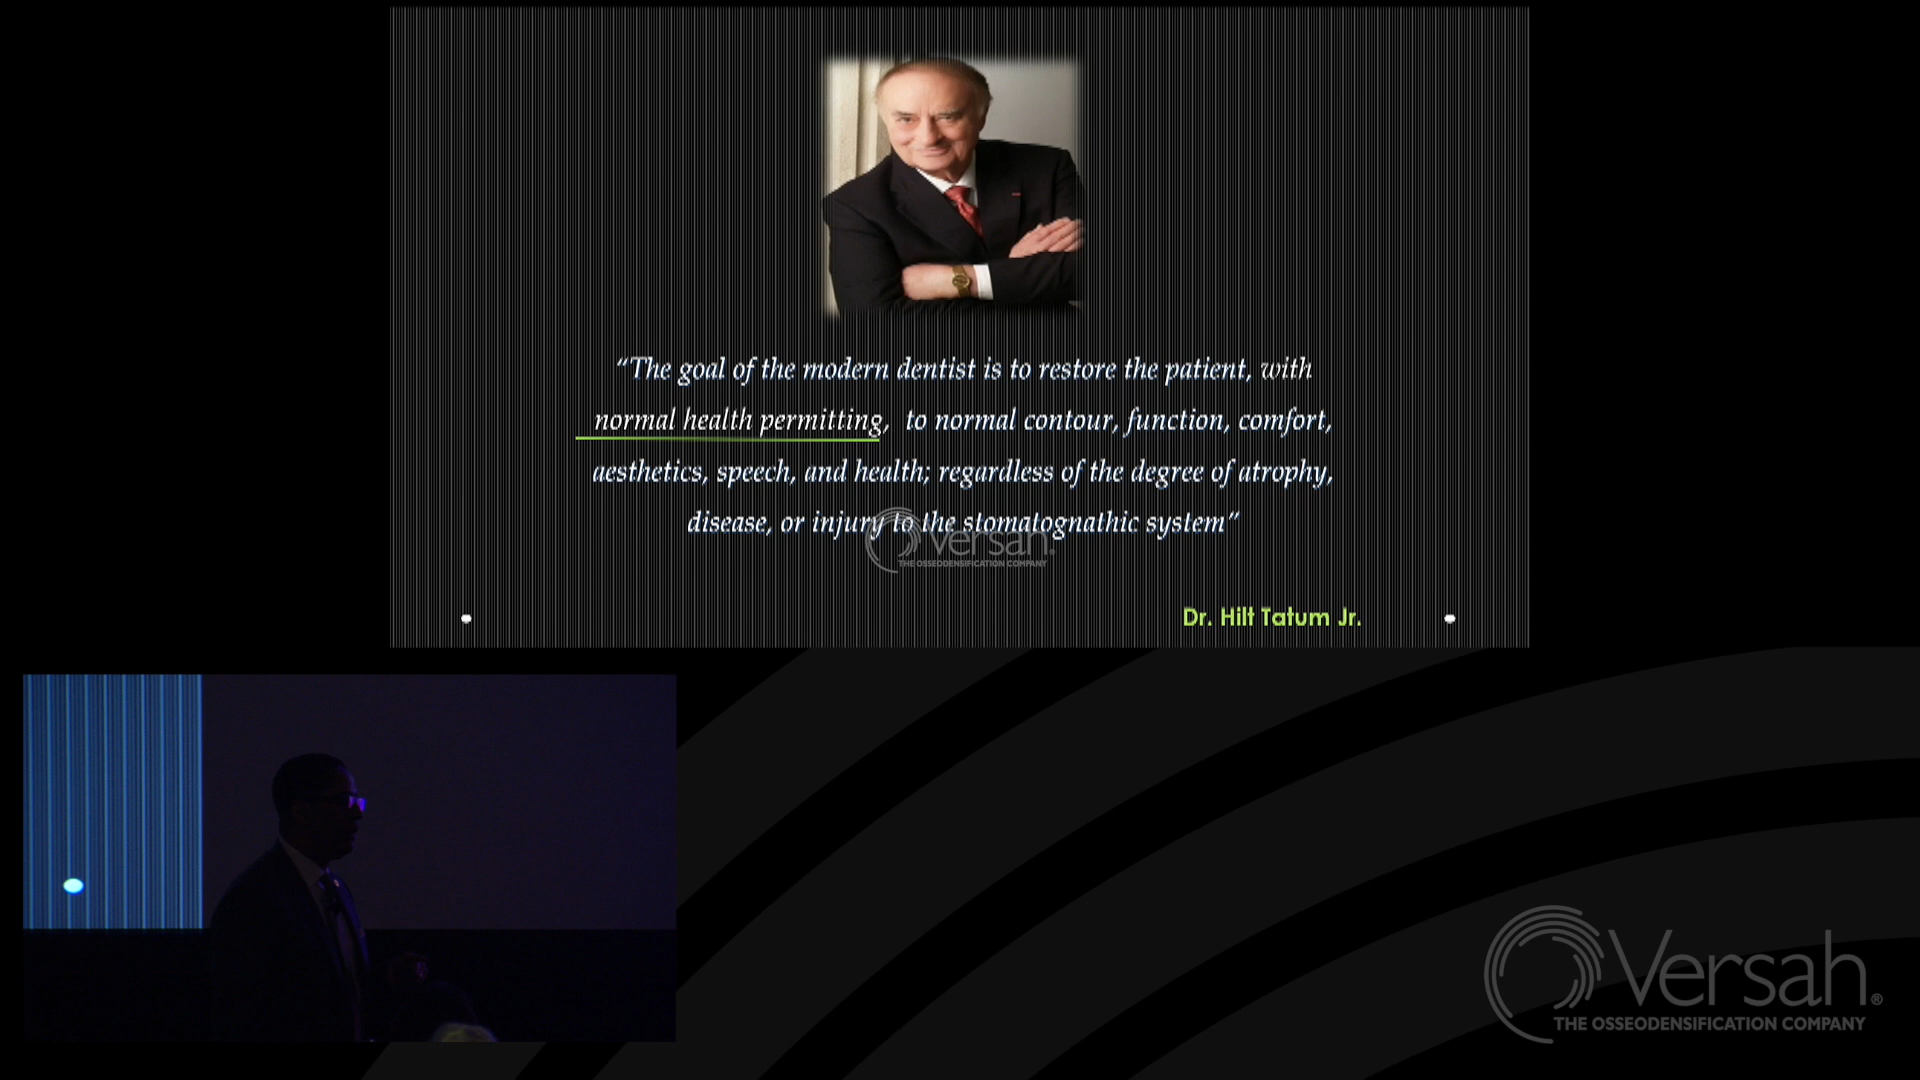 “The goal of the modern dentist is to restore the patient, with
normal health permitting, to normal contour, function, comfort,
aesthetics, speech, and health; regardless of the degree of atrophy,
disease, or injury to the stomatognathic system”
Versah®
THE OSSEODENSIFICATION COMPANY
Dr. Hilt Tatum Jr.
Versah®
THE OSSEODENSIFICATION COMPANY